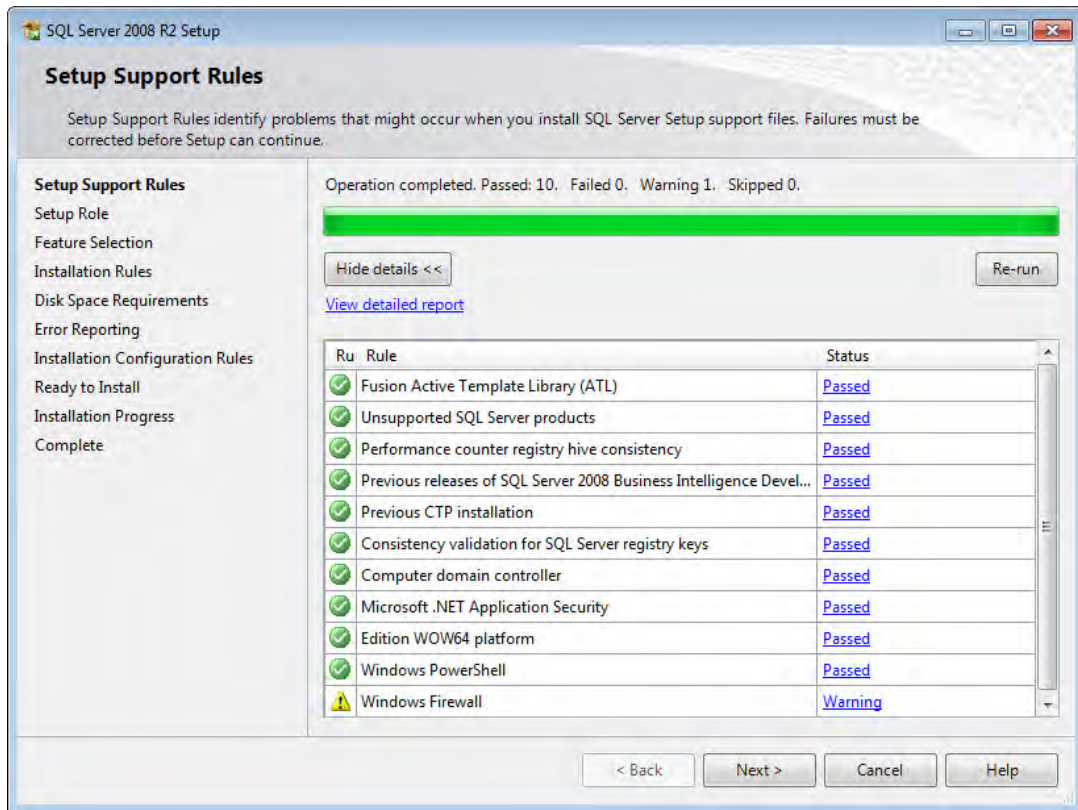 SQL Server 2008 R2 Setup
Setup Support Rules
Setup Support Rules identify problems that might occur when you install SQL Server Setup support files. Failures must be
corrected before Setup can continue.
Setup Support Rules
Setup Role
Feature Selection
Installation Rules
Disk Space Requirements
Error Reporting
Installation Configuration Rules
Ready to Install
Installation Progress
Complete
Operation completed. Passed: 10. Failed 0. Warning 1. Skipped 0.
Hide details <<
Re-run
View detailed report
Ru Rule Status
Fusion Active Template Library (ATL) Passed
Unsupported SQL Server products Passed
Performance counter registry hive consistency Passed
Previous releases of SQL Server 2008 Business Intelligence Devel... Passed
Previous CTP installation Passed
Consistency validation for SQL Server registry keys Passed
Computer domain controller Passed
Microsoft .NET Application Security Passed
Edition WOW64 platform Passed
Windows PowerShell Passed
Windows Firewall Warning
< Back Next > Cancel Help